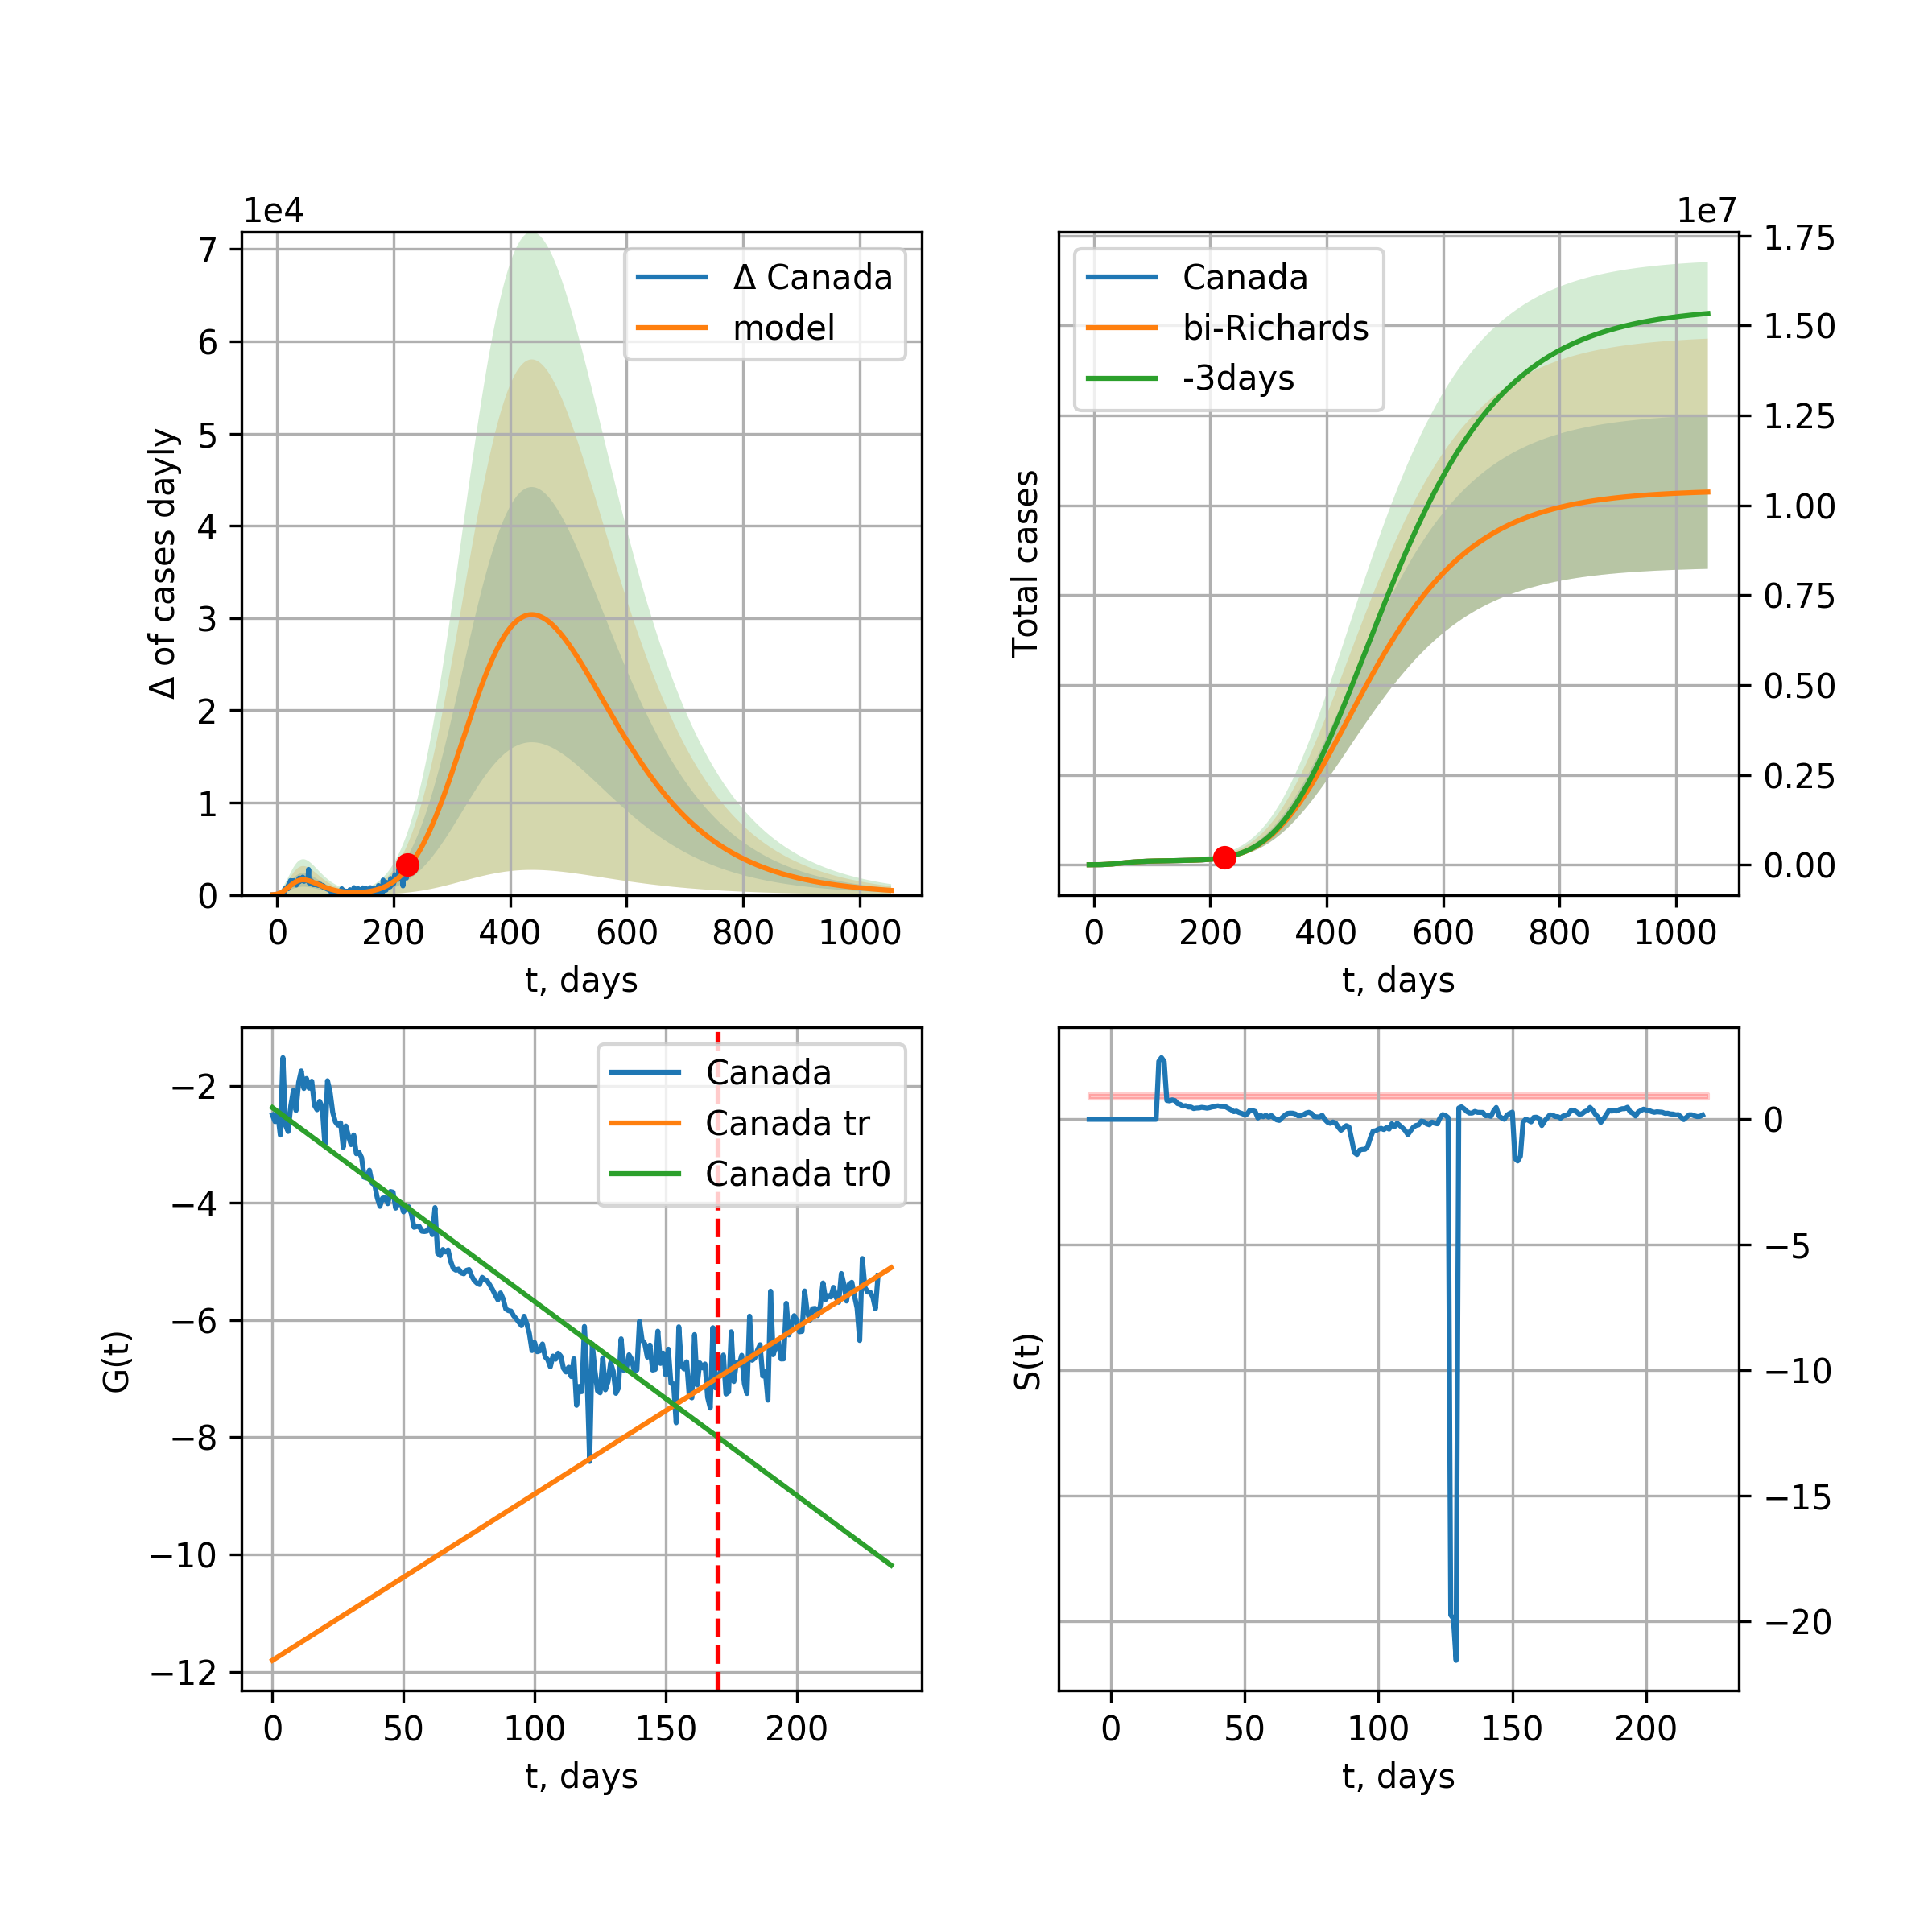 1e4
Δ of cases dayly
7
6
5
4
3
2
1
0
0 200 400 600 800 1000
t, days
Δ Canada
model
1e7
Total cases
1.75
1.50
1.25
1.00
0.75
0.50
0.25
0.00
0 200 400 600 800 1000
t, days
Canada
bi-Richards
-3days
G(t)
−2
−4
−6
−8
−10
−12
0 50 100 150 200
t, days
Canada
Canada tr
Canada tr0
S(t)
0
−5
−10
−15
−20
0 50 100 150 200
t, days